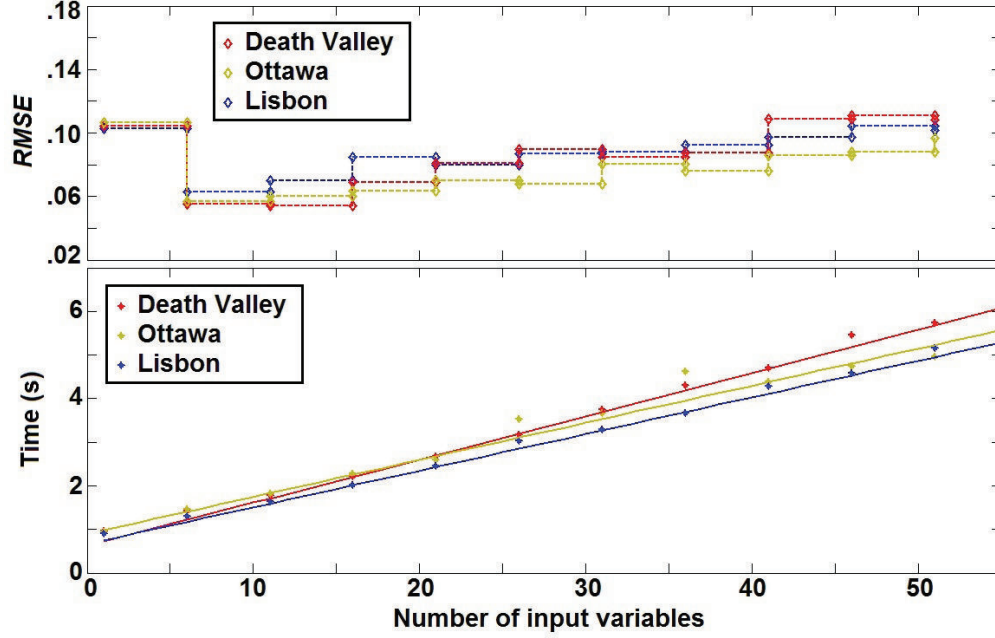 .18
.14
.10
.06
.02
RMSE
Death Valley
Ottawa
Lisbon
6
4
2
0
Time (s)
Death Valley
Ottawa
Lisbon
0 10 20 30 40 50
Number of input variables